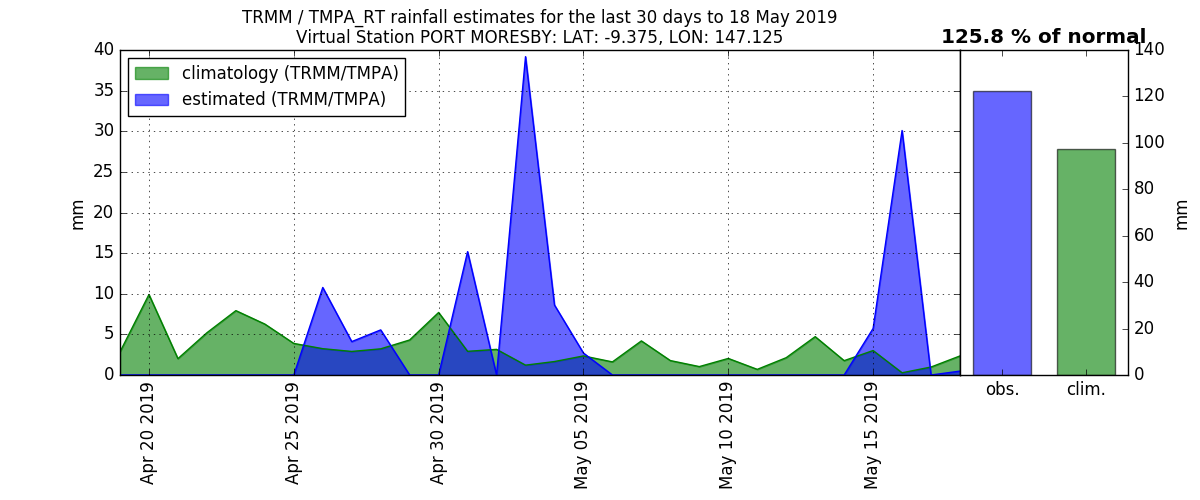 TRMM / TMPA_RT rainfall estimates for the last 30 days to 18 May 2019
Virtual Station PORT MORESBY: LAT: -9.375, LON: 147.125
125.8 % of normal
climatology (TRMM/TMPA)
estimated (TRMM/TMPA)
40
35
30
25
20
15
10
5
0
mm
Apr 20 2019
Apr 25 2019
Apr 30 2019
May 05 2019
May 10 2019
May 15 2019
obs.
clim.
140
120
100
80
60
40
20
0
mm